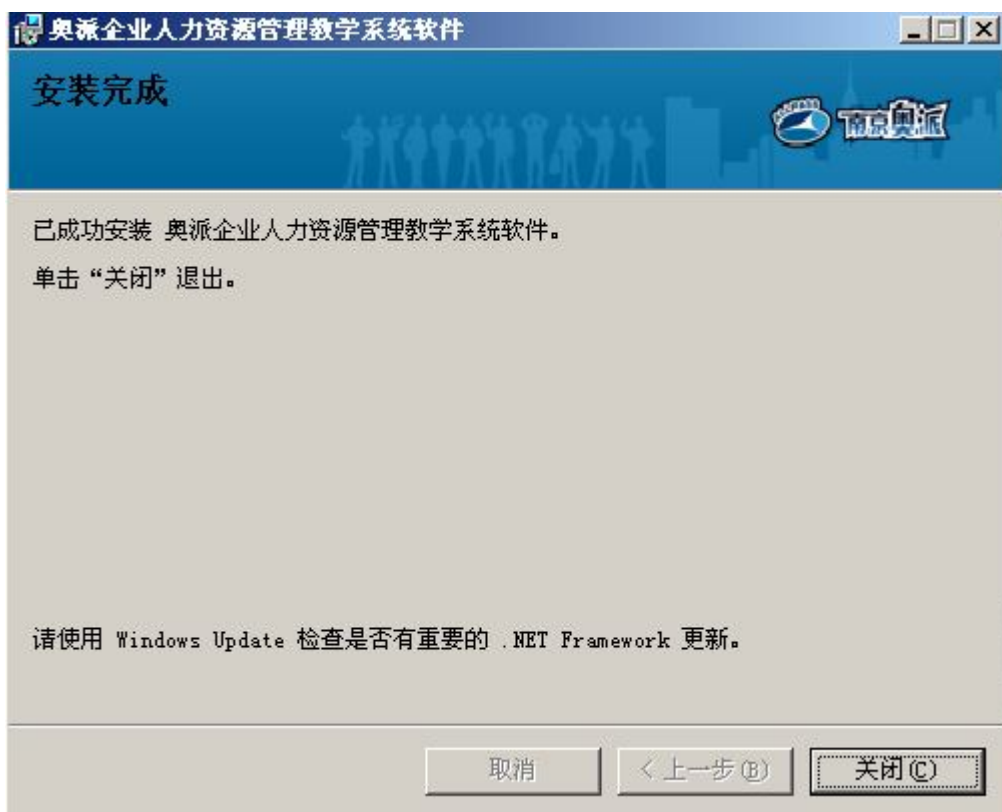 奥派企业人力资源管理教学系统软件
安装完成
南京奥派
已成功安装 奥派企业人力资源管理教学系统软件。
单击“关闭”退出。
请使用 Windows Update 检查是否有重要的 .NET Framework 更新。
取消
< 上一步(B)
关闭(C)